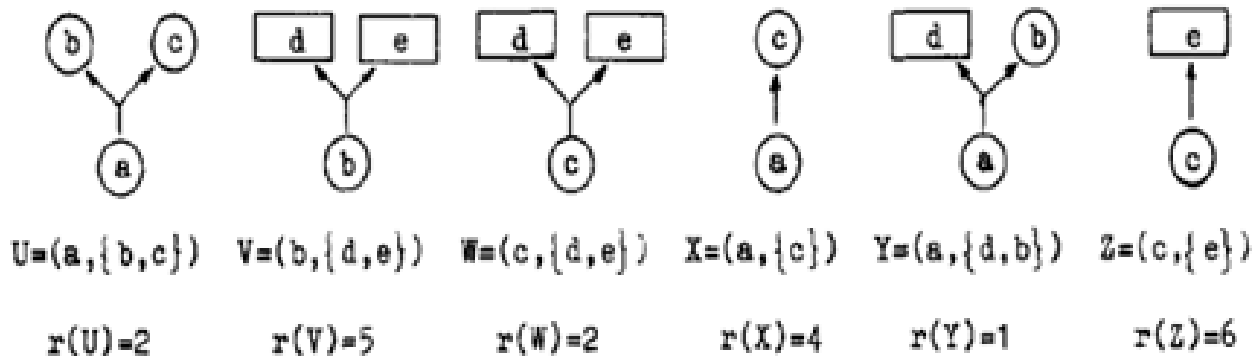 b c d e d e c d b e
a b c a a c
U=(a,{b,c}) V=(b,{d,e}) W=(c,{d,e}) X=(a,{c}) Y=(a,{d,b}) Z=(c,{e})
r(U)=2 r(V)=5 r(W)=2 r(X)=4 r(Y)=1 r(Z)=6